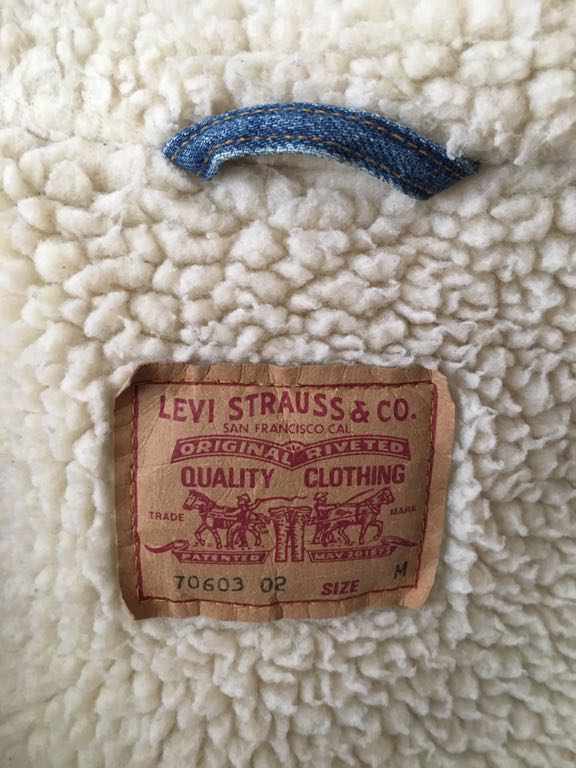 LEVI STRAUSS & CO.
SAN FRANCISCO, CAL.
ORIGINAL RIVETED
QUALITY CLOTHING
TRADE MARK
PATENTED MAY 20 1873
70603 02 SIZE M